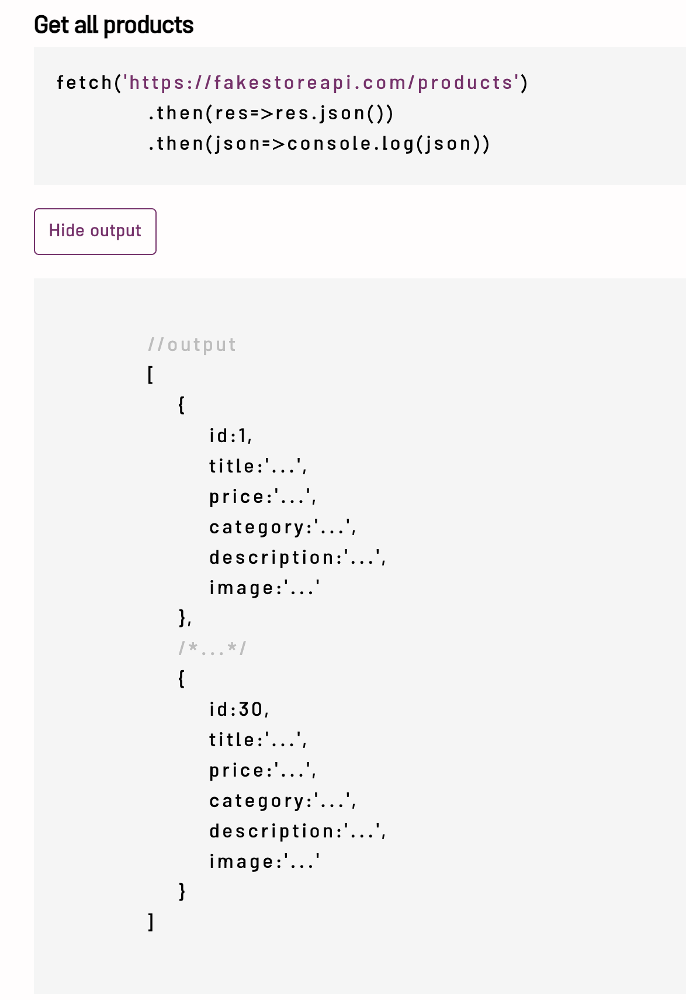 Get all products
fetch('https://fakestoreapi.com/products')
.then(res=>res.json())
.then(json=>console.log(json))
Hide output
//output
[
{
id:1,
title:'...',
price:'...',
category:'...',
description:'...',
image:'...'
},
/*...*/
{
id:30,
title:'...',
price:'...',
category:'...',
description:'...',
image:'...'
}
]